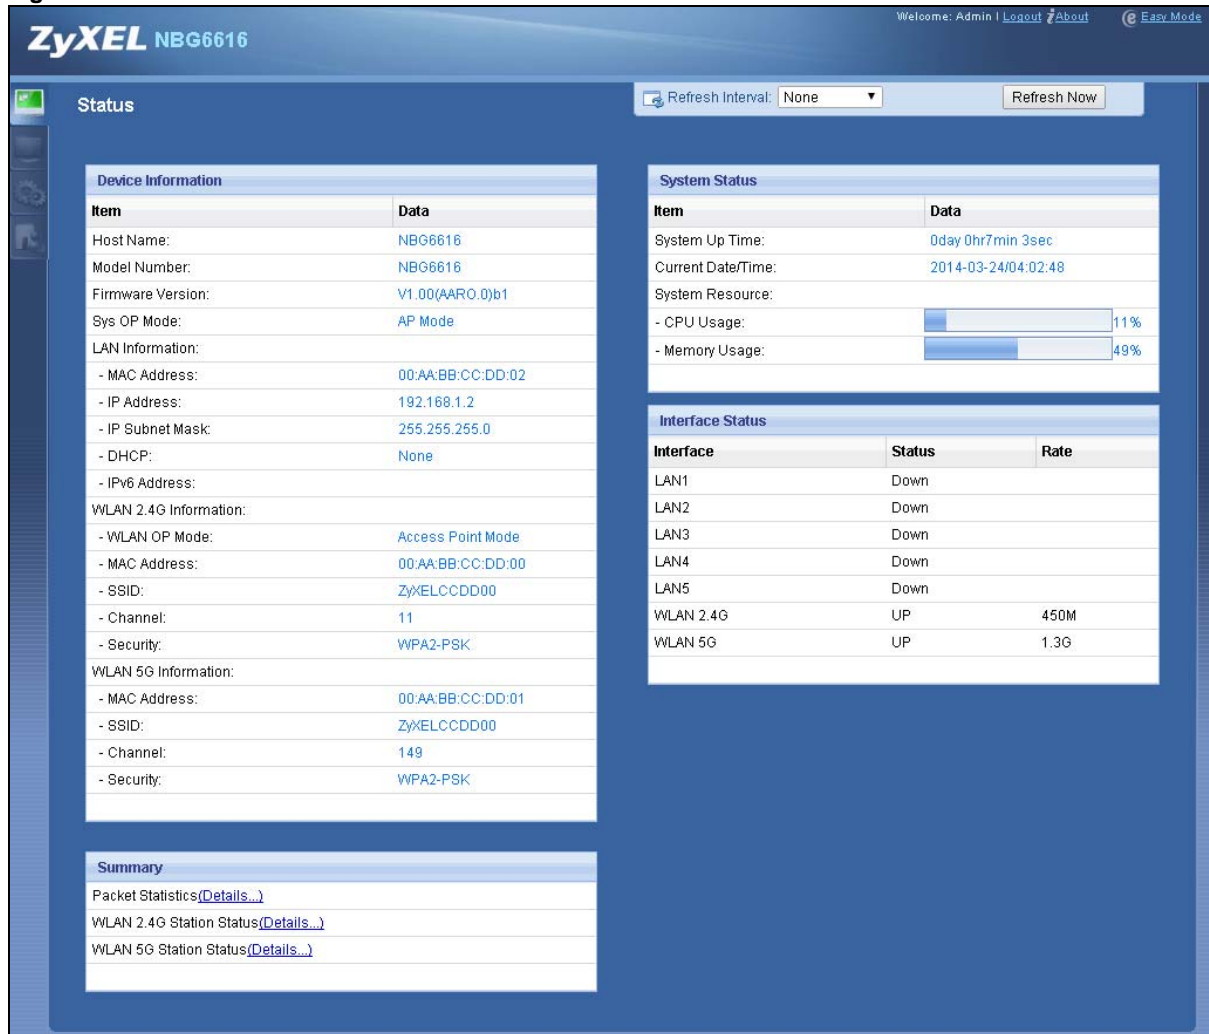 Welcome: Admin | Logout i About e Easy Mode
ZyXEL NBG6616
Status
Refresh Interval: None Refresh Now
Device Information
Item Data
Host Name: NBG6616
Model Number: NBG6616
Firmware Version: V1.00(AARO.0)b1
Sys OP Mode: AP Mode
LAN Information:
- MAC Address: 00:AA:BB:CC:DD:02
- IP Address: 192.168.1.2
- IP Subnet Mask: 255.255.255.0
- DHCP: None
- IPv6 Address:
WLAN 2.4G Information:
- WLAN OP Mode: Access Point Mode
- MAC Address: 00:AA:BB:CC:DD:00
- SSID: ZyXELCCDD00
- Channel: 11
- Security: WPA2-PSK
WLAN 5G Information:
- MAC Address: 00:AA:BB:CC:DD:01
- SSID: ZyXELCCDD00
- Channel: 149
- Security: WPA2-PSK
Summary
Packet Statistics(Details...)
WLAN 2.4G Station Status(Details...)
WLAN 5G Station Status(Details...)
System Status
Item Data
System Up Time: 0day 0hr7min 3sec
Current Date/Time: 2014-03-24/04:02:48
System Resource:
- CPU Usage: 11%
- Memory Usage: 49%
Interface Status
Interface Status Rate
LAN1 Down
LAN2 Down
LAN3 Down
LAN4 Down
LAN5 Down
WLAN 2.4G UP 450M
WLAN 5G UP 1.3G